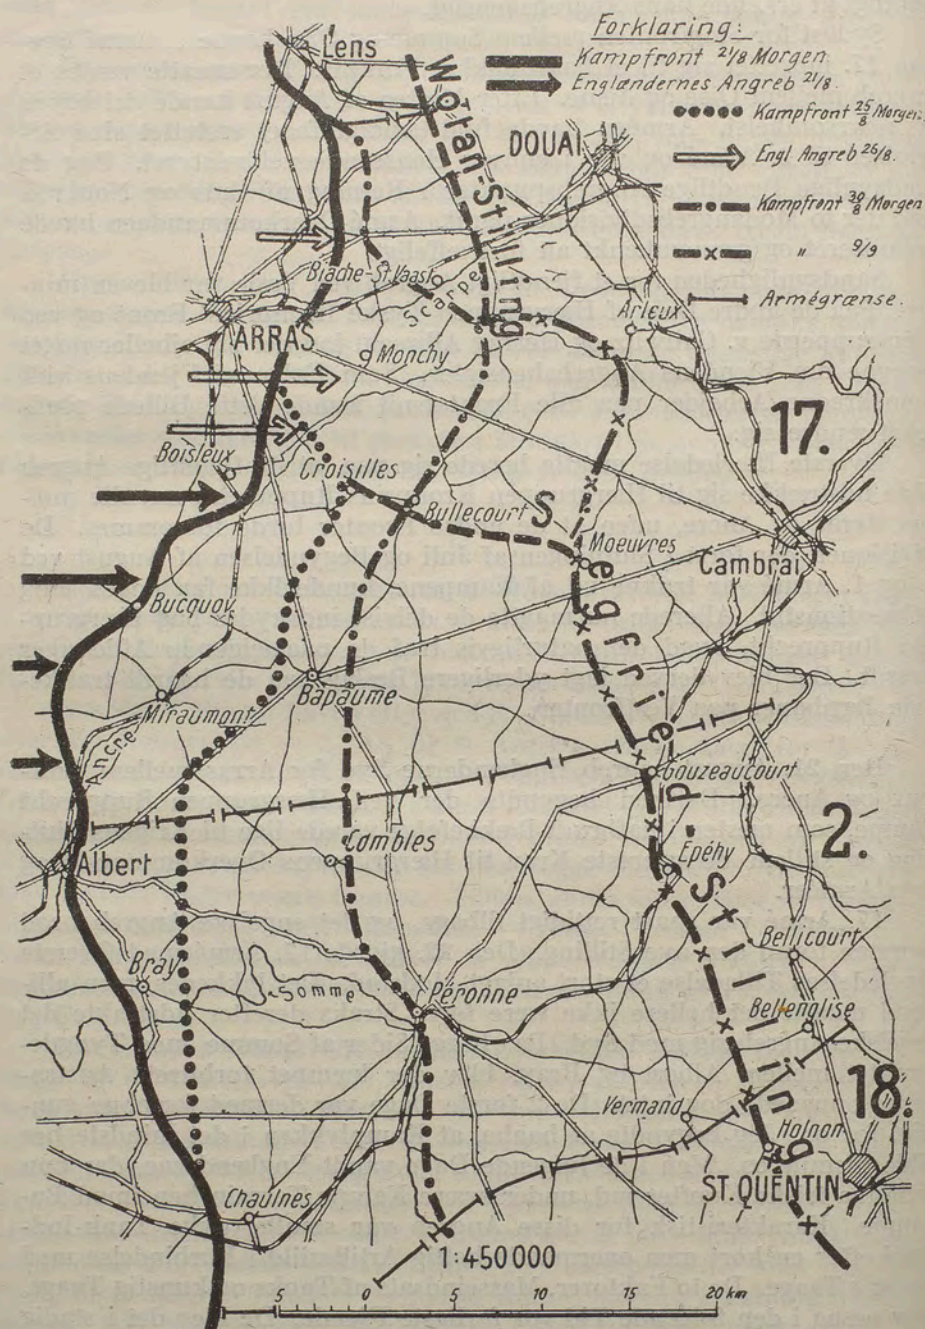 Forklaring:
Kampfront 21/8 Morgen
Englændernes Angreb 21/8.
Kampfront 25/8 Morgen.
Engl Angreb 26/8.
Kampfront 30/8 Morgen
" 9/9
Armégrænse.
Lens
Wotan-Stilling
DOUAI
Biache-St Vaast
Scarpe
Arleux
ARRAS
Monchy
17.
Boisleux
Croisilles
Bullecourt
Siegfried-Stilling
Moeuvres
Cambrai
Bucquoy
Bapaume
Miraumont
Ancre
Gouzeaucourt
2.
Albert
Combles
Epéhy
Bellicourt
Bray
Somme
Péronne
Bellenglise
18.
Vermand
Holnon
ST. QUENTIN
Chaulnes
1:450000
5 0 5 10 15 20 km